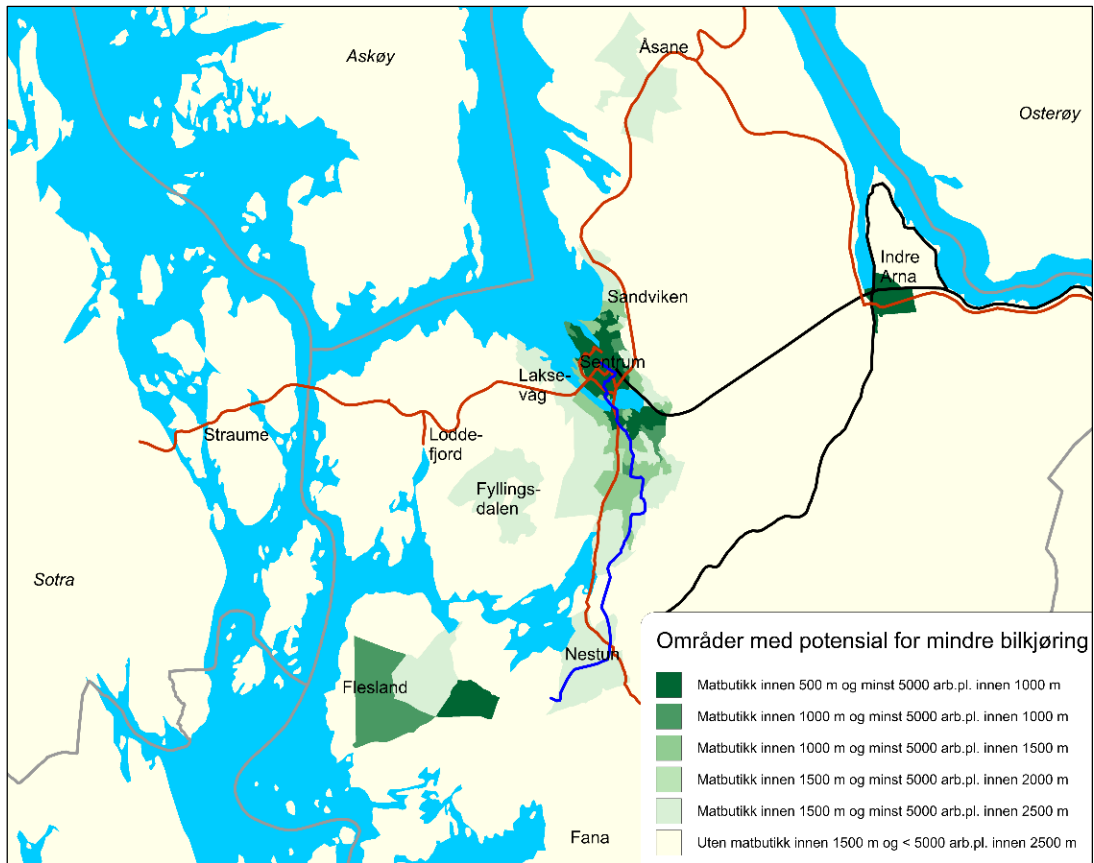 Askøy
Åsane
Osterøy
Indre
Arna
Sandviken
Sentrum
Lakse-
våg
Straume
Lodde-
fjord
Fyllings-
dalen
Sotra
Nestun
Flesland
Fana
Områder med potensial for mindre bilkjøring
Matbutikk innen 500 m og minst 5000 arb.pl. innen 1000 m
Matbutikk innen 1000 m og minst 5000 arb.pl. innen 1000 m
Matbutikk innen 1000 m og minst 5000 arb.pl. innen 1500 m
Matbutikk innen 1500 m og minst 5000 arb.pl. innen 2000 m
Matbutikk innen 1500 m og minst 5000 arb.pl. innen 2500 m
Uten matbutikk innen 1500 m og < 5000 arb.pl. innen 2500 m